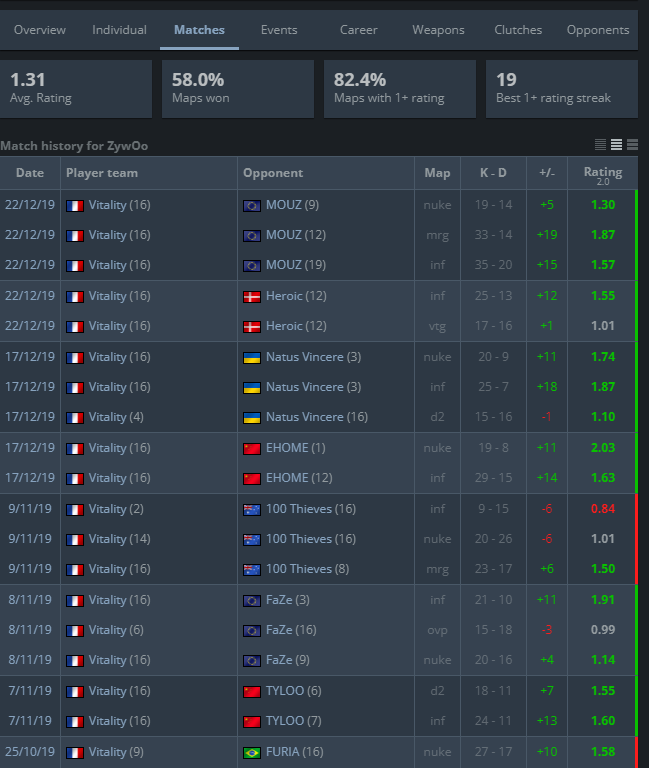 Overview Individual Matches Events Career Weapons Clutches Opponents
1.31 58.0% 82.4% 19
Avg. Rating Maps won Maps with 1+ rating Best 1+ rating streak
Match history for ZywOo
Date Player team Opponent Map K - D +/- Rating 2.0
22/12/19 Vitality (16) MOUZ (9) nuke 19 - 14 +5 1.30
22/12/19 Vitality (16) MOUZ (12) mrg 33 - 14 +19 1.87
22/12/19 Vitality (16) MOUZ (19) inf 35 - 20 +15 1.57
22/12/19 Vitality (16) Heroic (12) inf 25 - 13 +12 1.55
22/12/19 Vitality (16) Heroic (12) vtg 17 - 16 +1 1.01
17/12/19 Vitality (16) Natus Vincere (3) nuke 20 - 9 +11 1.74
17/12/19 Vitality (16) Natus Vincere (3) inf 25 - 7 +18 1.87
17/12/19 Vitality (4) Natus Vincere (16) d2 15 - 16 -1 1.10
17/12/19 Vitality (16) EHOME (1) nuke 19 - 8 +11 2.03
17/12/19 Vitality (16) EHOME (12) inf 29 - 15 +14 1.63
9/11/19 Vitality (2) 100 Thieves (16) inf 9 - 15 -6 0.84
9/11/19 Vitality (14) 100 Thieves (16) nuke 20 - 26 -6 1.01
9/11/19 Vitality (16) 100 Thieves (8) mrg 23 - 17 +6 1.50
8/11/19 Vitality (16) FaZe (3) inf 21 - 10 +11 1.91
8/11/19 Vitality (6) FaZe (16) ovp 15 - 18 -3 0.99
8/11/19 Vitality (16) FaZe (9) nuke 20 - 16 +4 1.14
7/11/19 Vitality (16) TYLOO (6) d2 18 - 11 +7 1.55
7/11/19 Vitality (16) TYLOO (7) inf 24 - 11 +13 1.60
25/10/19 Vitality (9) FURIA (16) nuke 27 - 17 +10 1.58